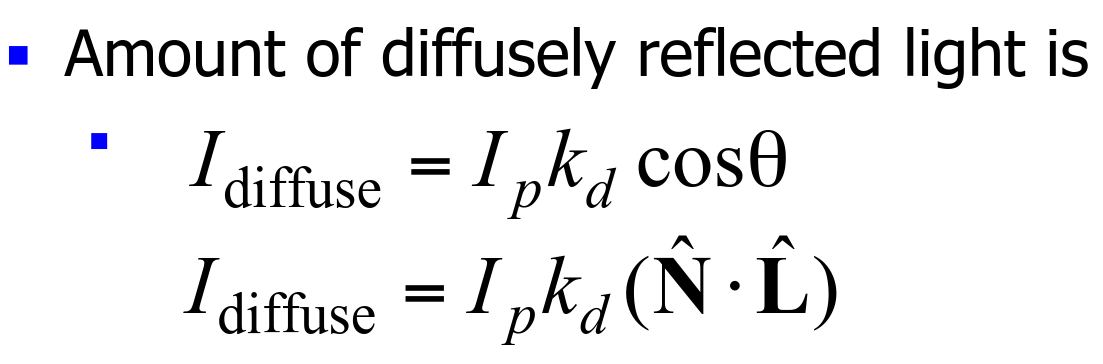 ▪ Amount of diffusely reflected light is
▪ I_diffuse = I_p k_d cosθ
I_diffuse = I_p k_d (N̂ · L̂)